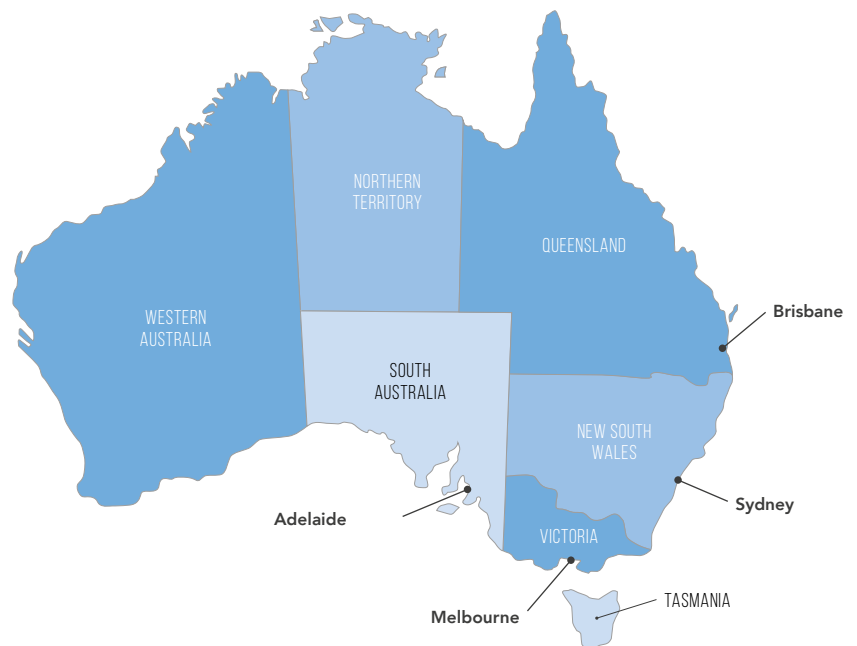 NORTHERN
TERRITORY
QUEENSLAND
Brisbane
WESTERN
AUSTRALIA
SOUTH
AUSTRALIA
NEW SOUTH
WALES
Sydney
Adelaide
VICTORIA
TASMANIA
Melbourne